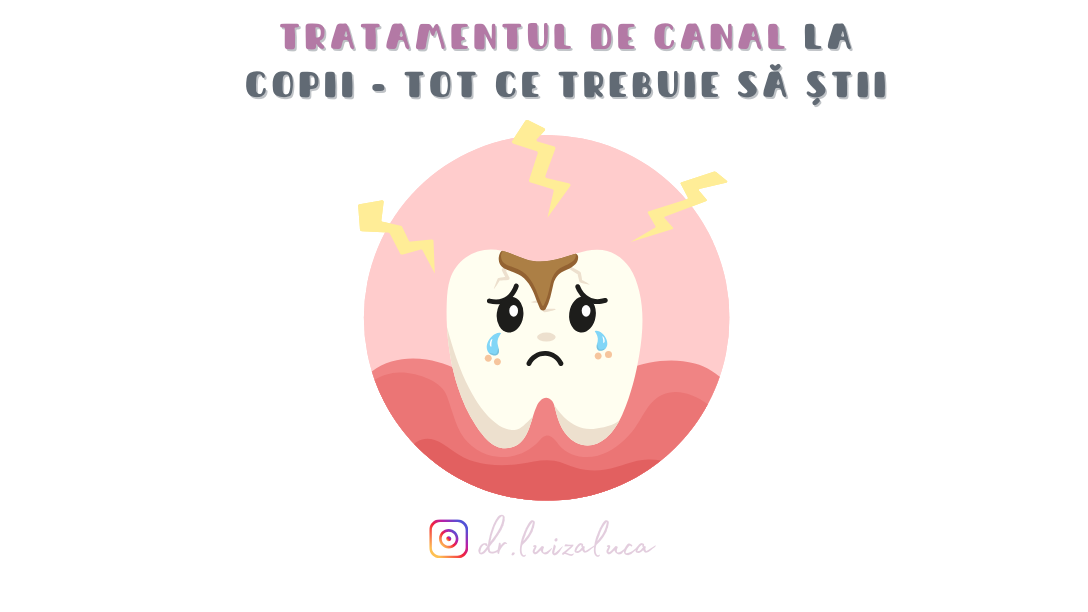 TRATAMENTUL DE CANAL LA
COPII - TOT CE TREBUIE SĂ ȘTII
dr.luizaluca